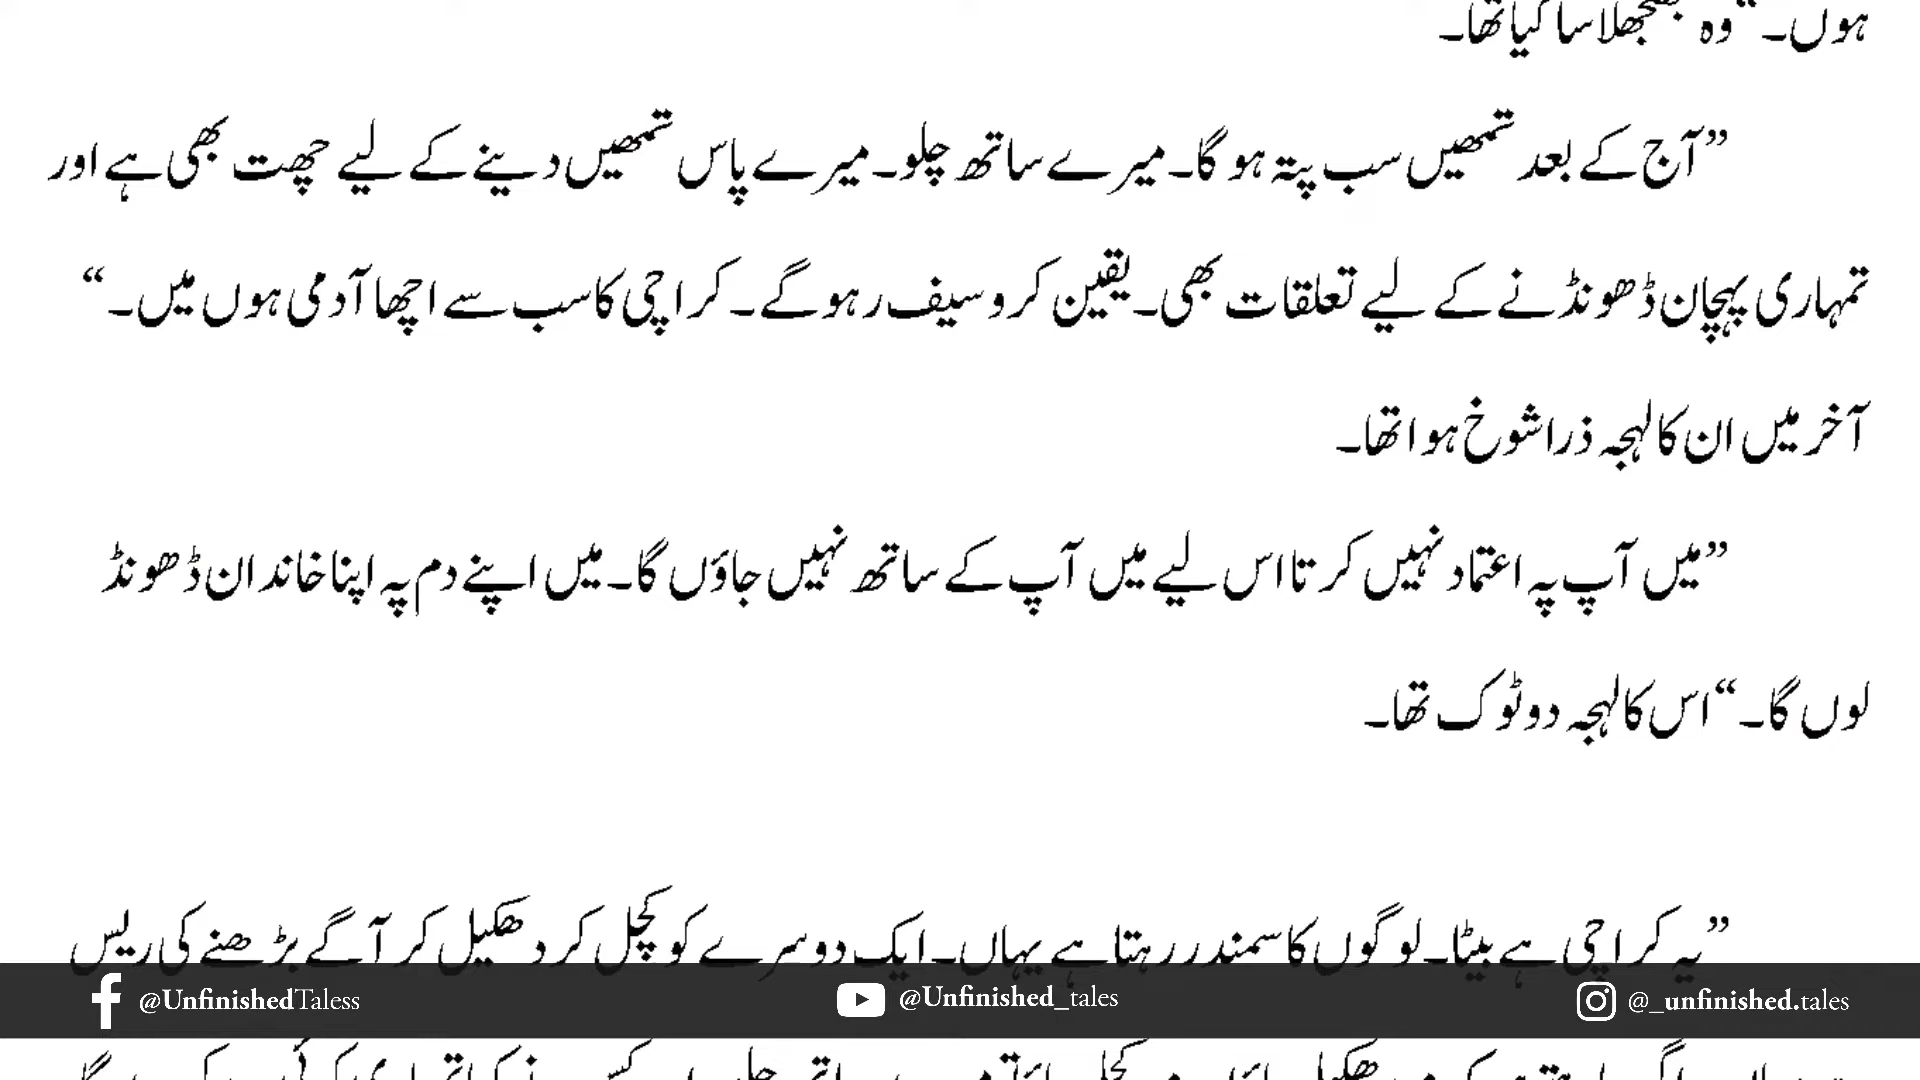 ہوں۔“ وہ جھنجھلا سا گیا تھا۔
”آج کے بعد تمھیں سب پتہ ہو گا۔ میرے ساتھ چلو۔ میرے پاس تمھیں دینے کے لیے چھت بھی ہے اور
تمہاری پہچان ڈھونڈنے کے لیے تعلقات بھی۔ یقین کرو سیف رہو گے۔ کراچی کا سب سے اچھا آدمی ہوں میں۔“
آخر میں ان کا لہجہ ذرا شوخ ہوا تھا۔
”میں آپ پہ اعتماد نہیں کرتا اس لیے میں آپ کے ساتھ نہیں جاؤں گا۔ میں اپنے دم پہ اپنا خاندان ڈھونڈ
لوں گا۔“ اس کا لہجہ دو ٹوک تھا۔
”یہ کراچی ہے بیٹا۔ لوگوں کا سمندر رہتا ہے یہاں۔ ایک دوسرے کو کچل کر دھکیل کر آگے بڑھنے کی ریس
@UnfinishedTaless
@Unfinished_tales
@_unfinished.tales